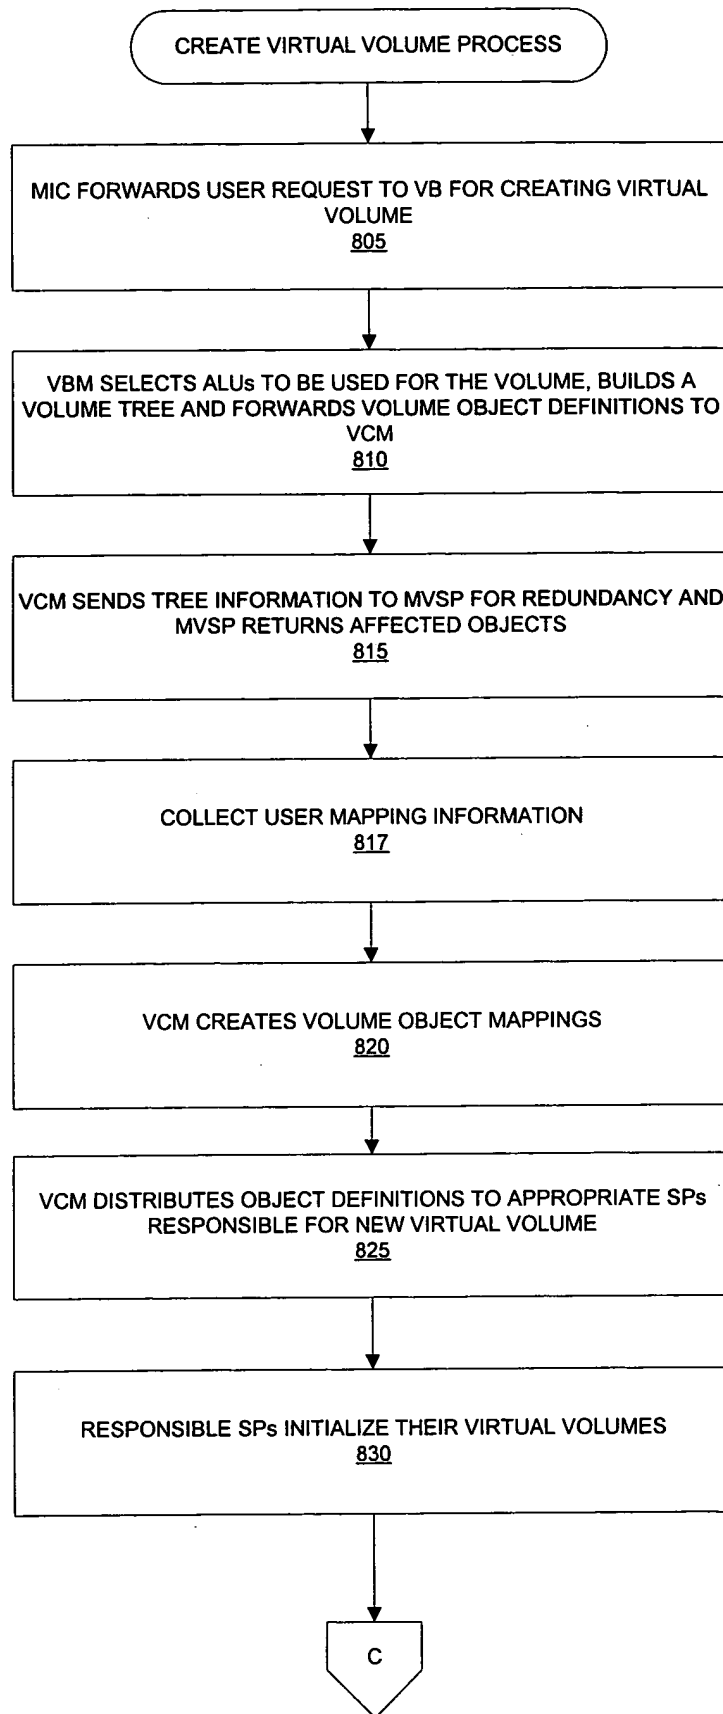 CREATE VIRTUAL VOLUME PROCESS
MIC FORWARDS USER REQUEST TO VB FOR CREATING VIRTUAL
VOLUME
805
VBM SELECTS ALUs TO BE USED FOR THE VOLUME, BUILDS A
VOLUME TREE AND FORWARDS VOLUME OBJECT DEFINITIONS TO
VCM
810
VCM SENDS TREE INFORMATION TO MVSP FOR REDUNDANCY AND
MVSP RETURNS AFFECTED OBJECTS
815
COLLECT USER MAPPING INFORMATION
817
VCM CREATES VOLUME OBJECT MAPPINGS
820
VCM DISTRIBUTES OBJECT DEFINITIONS TO APPROPRIATE SPs
RESPONSIBLE FOR NEW VIRTUAL VOLUME
825
RESPONSIBLE SPs INITIALIZE THEIR VIRTUAL VOLUMES
830
C